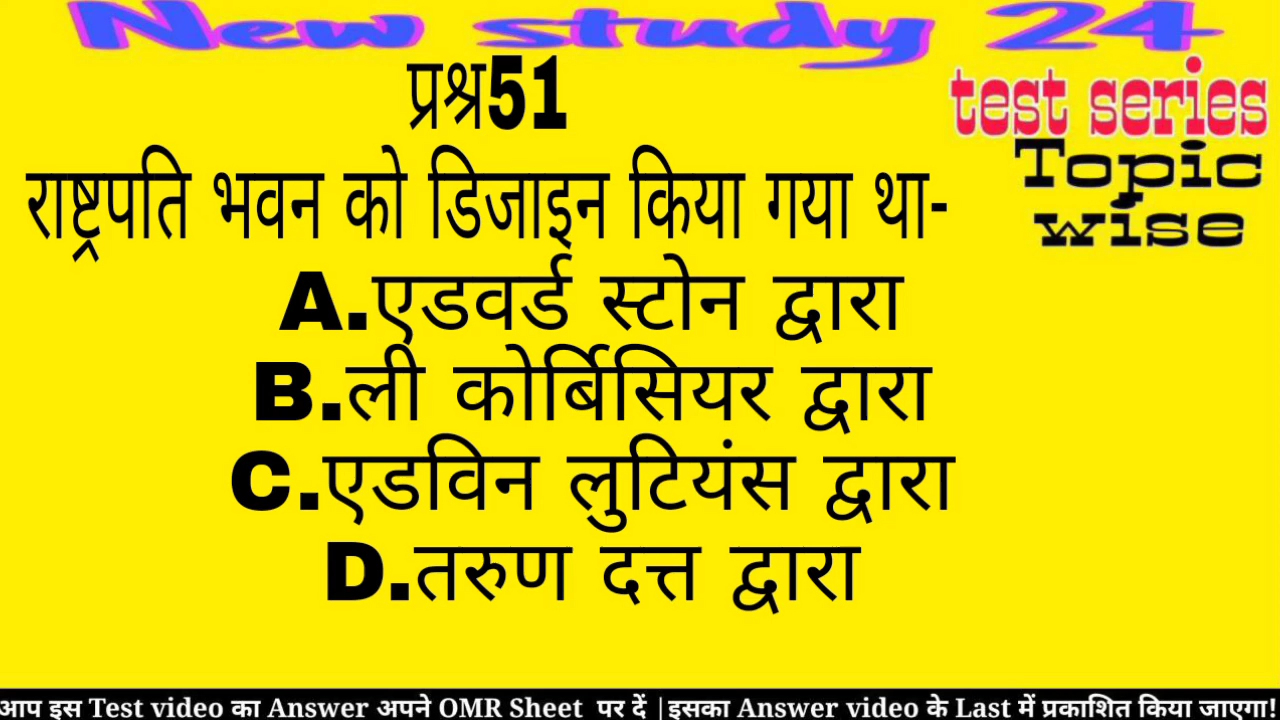 New study 24
test series
Topic
wise
प्रश्न51
राष्ट्रपति भवन को डिजाइन किया गया था-
A.एडवर्ड स्टोन द्वारा
B.ली कोर्बिसियर द्वारा
C.एडविन लुटियंस द्वारा
D.तरुण दत्त द्वारा
आप इस Test video का Answer अपने OMR Sheet पर दें |इसका Answer video के Last में प्रकाशित किया जाएगा!